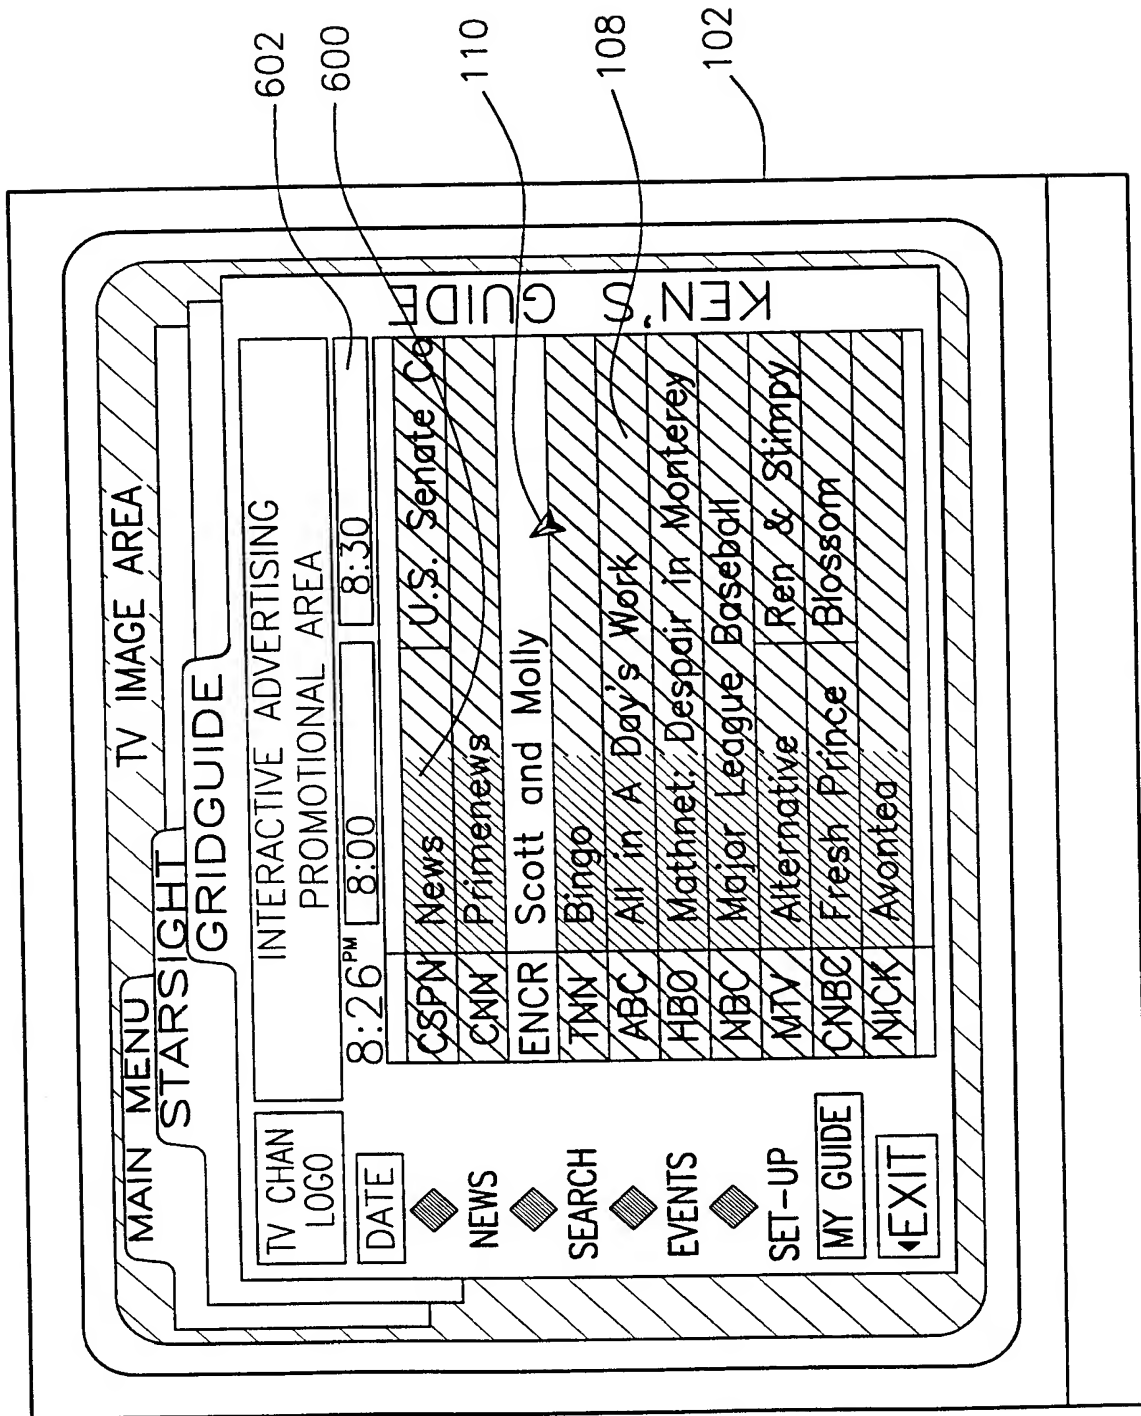 MAIN MENU
TV IMAGE AREA
STARSIGHT
GRIDGUIDE
TV CHAN
LOGO
INTERACTIVE ADVERTISING
PROMOTIONAL AREA
DATE
8:26PM 8:00 8:30
CSPN News U.S. Senate Co
CNN Primenews
ENCR Scott and Molly
TNN Bingo
ABC All in A Day's Work
HBO Mathnet: Despair in Monterey
NBC Major League Baseball
MTV Alternative Ren & Stimpy
CNBC Fresh Prince Blossom
NICK Avontea
NEWS
SEARCH
EVENTS
SET-UP
MY GUIDE
EXIT
KEN'S GUIDE
602
600
110
108
102